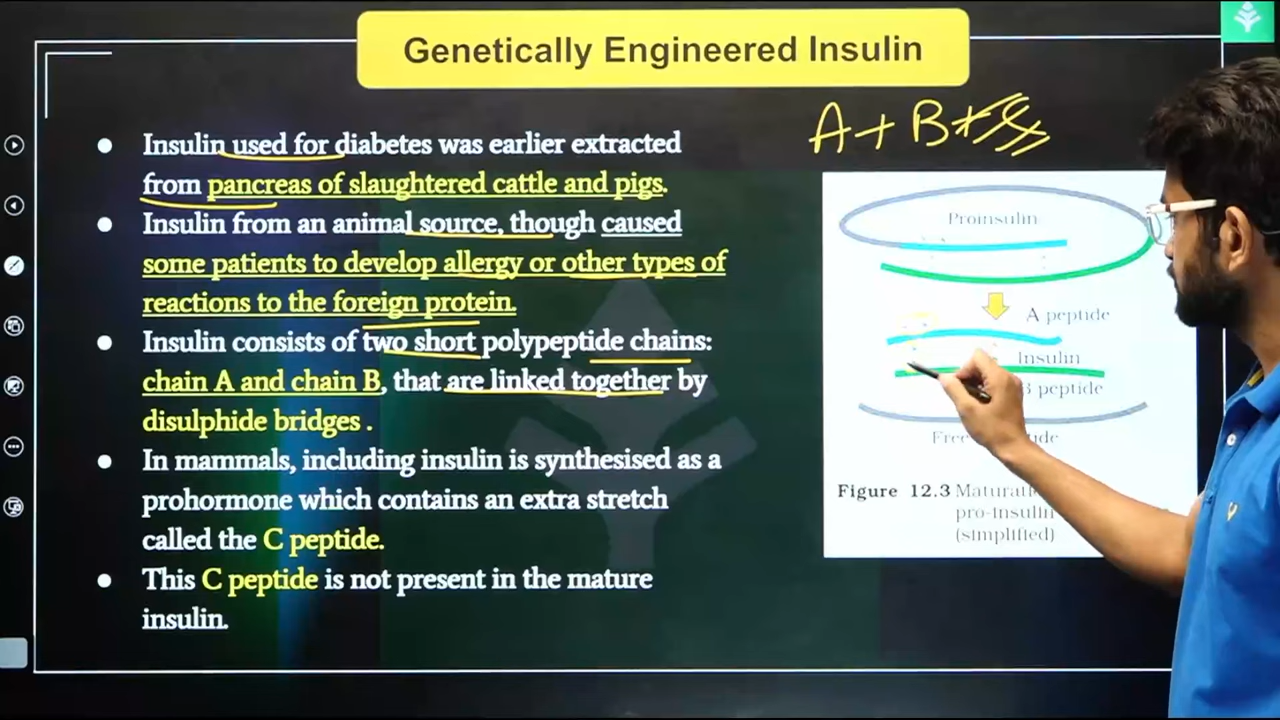 Genetically Engineered Insulin
A+B+C
Insulin used for diabetes was earlier extracted
from pancreas of slaughtered cattle and pigs.
Insulin from an animal source, though caused
some patients to develop allergy or other types of
reactions to the foreign protein.
Insulin consists of two short polypeptide chains:
chain A and chain B, that are linked together by
disulphide bridges .
In mammals, including insulin is synthesised as a
prohormone which contains an extra stretch
called the C peptide.
This C peptide is not present in the mature
insulin.
Proinsulin
A peptide
Insulin
peptide
Free
Figure 12.3
pro-insulin
(simplified)